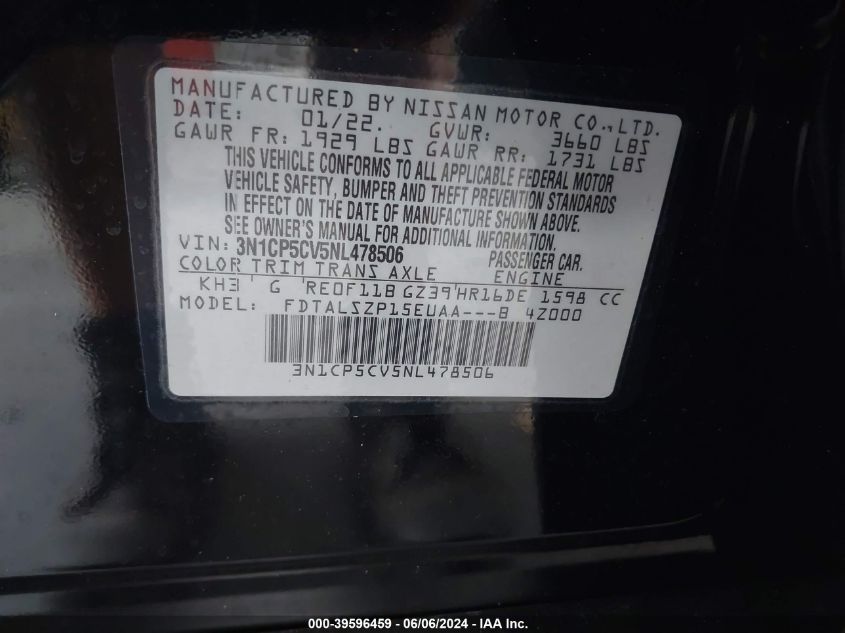 MANUFACTURED BY NISSAN MOTOR CO.,LTD.
DATE: 01/22. GVWR: 3660 LBS
GAWR FR: 1929 LBS GAWR RR: 1731 LBS
THIS VEHICLE CONFORMS TO ALL APPLICABLE FEDERAL MOTOR
VEHICLE SAFETY, BUMPER AND THEFT PREVENTION STANDARDS
IN EFFECT ON THE DATE OF MANUFACTURE SHOWN ABOVE.
SEE OWNER'S MANUAL FOR ADDITIONAL INFORMATION.
VIN: 3N1CP5CV5NL478506 PASSENGER CAR.
COLOR TRIM TRANS AXLE ENGINE
KH3 G RE0F11B GZ39 HR16DE 1598 CC
MODEL: FDTALSZP15EUAA---B 4Z000
3N1CP5CV5NL478506
000-39596459 - 06/06/2024 - IAA Inc.